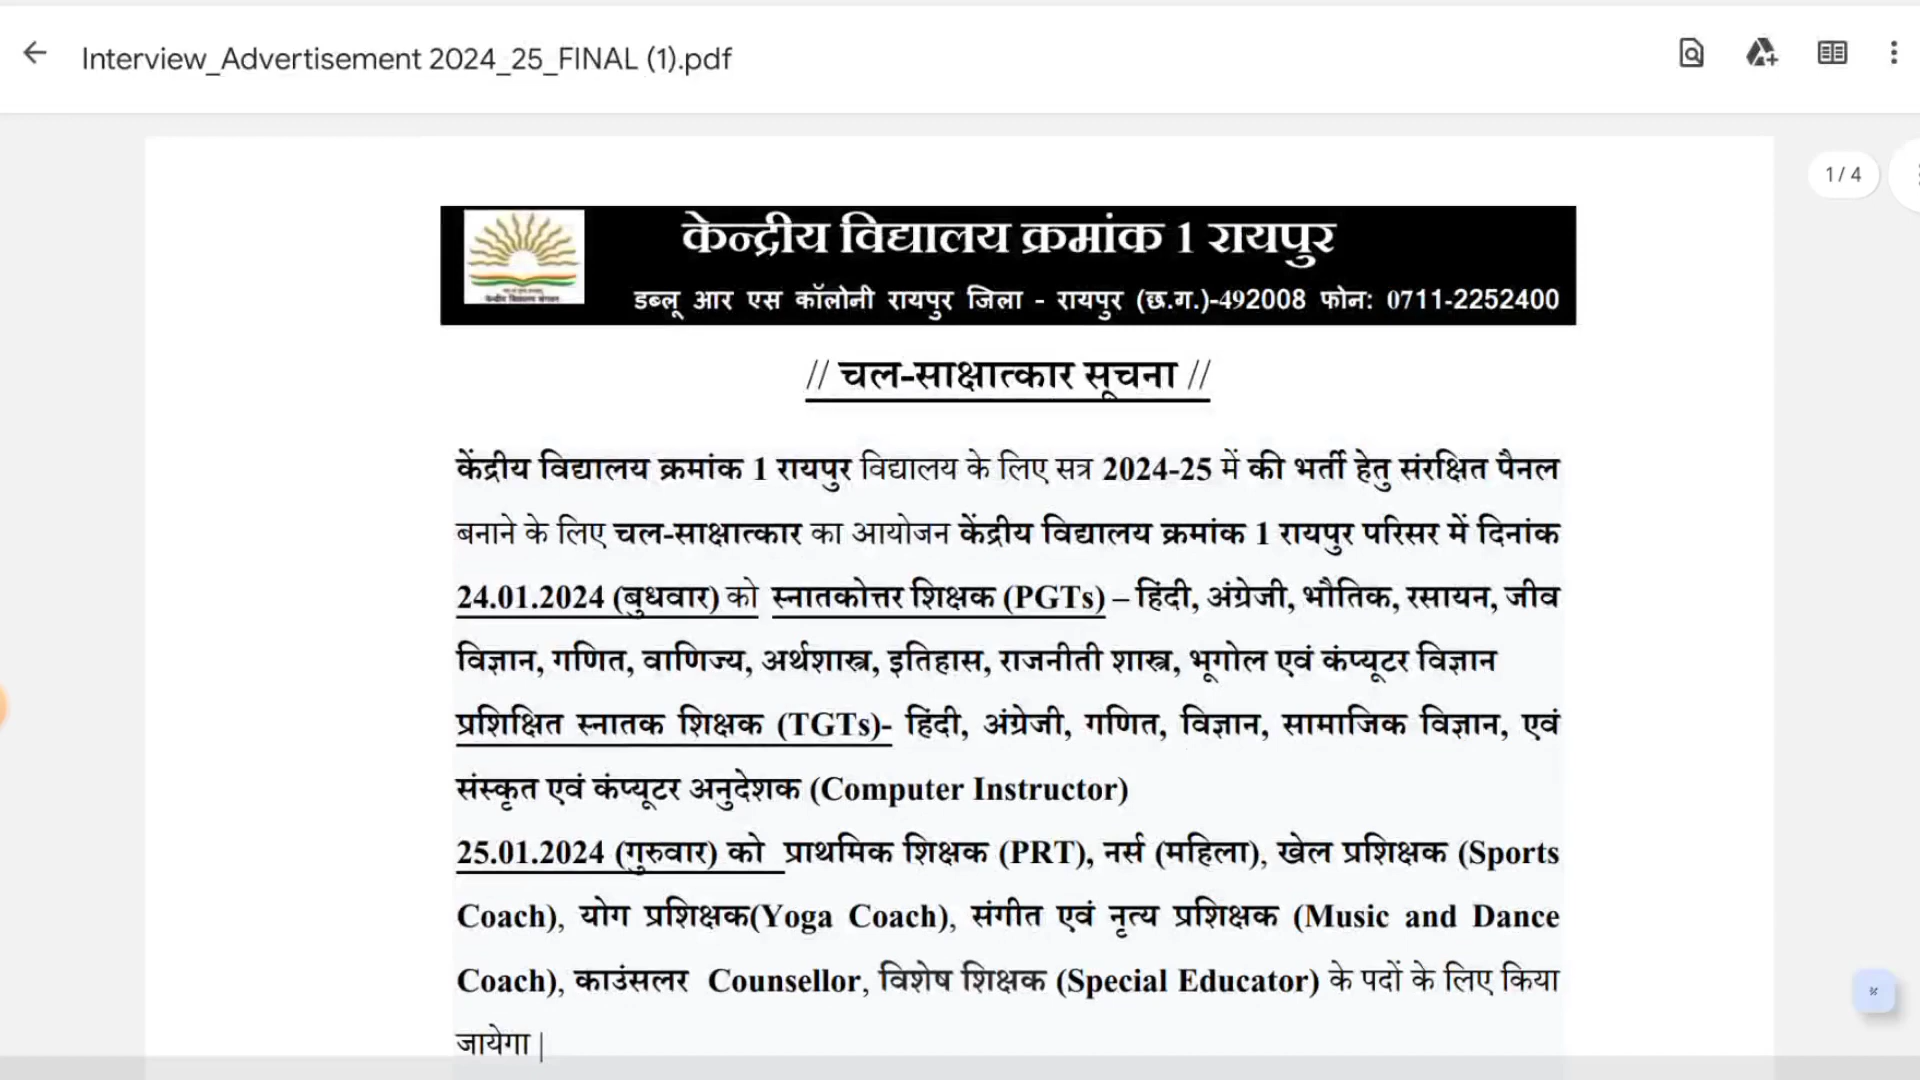 Interview_Advertisement 2024_25_FINAL (1).pdf
1 / 4
केन्द्रीय विद्यालय क्रमांक 1 रायपुर
डब्लू आर एस कॉलोनी रायपुर जिला - रायपुर (छ.ग.)-492008 फोन: 0711-2252400
// चल-साक्षात्कार सूचना //
केंद्रीय विद्यालय क्रमांक 1 रायपुर विद्यालय के लिए सत्र 2024-25 में की भर्ती हेतु संरक्षित पैनल
बनाने के लिए चल-साक्षात्कार का आयोजन केंद्रीय विद्यालय क्रमांक 1 रायपुर परिसर में दिनांक
24.01.2024 (बुधवार) को स्नातकोत्तर शिक्षक (PGTs) – हिंदी, अंग्रेजी, भौतिक, रसायन, जीव
विज्ञान, गणित, वाणिज्य, अर्थशास्त्र, इतिहास, राजनीती शास्त्र, भूगोल एवं कंप्यूटर विज्ञान
प्रशिक्षित स्नातक शिक्षक (TGTs)- हिंदी, अंग्रेजी, गणित, विज्ञान, सामाजिक विज्ञान, एवं
संस्कृत एवं कंप्यूटर अनुदेशक (Computer Instructor)
25.01.2024 (गुरुवार) को प्राथमिक शिक्षक (PRT), नर्स (महिला), खेल प्रशिक्षक (Sports
Coach), योग प्रशिक्षक(Yoga Coach), संगीत एवं नृत्य प्रशिक्षक (Music and Dance
Coach), काउंसलर Counsellor, विशेष शिक्षक (Special Educator) के पदों के लिए किया
जायेगा |